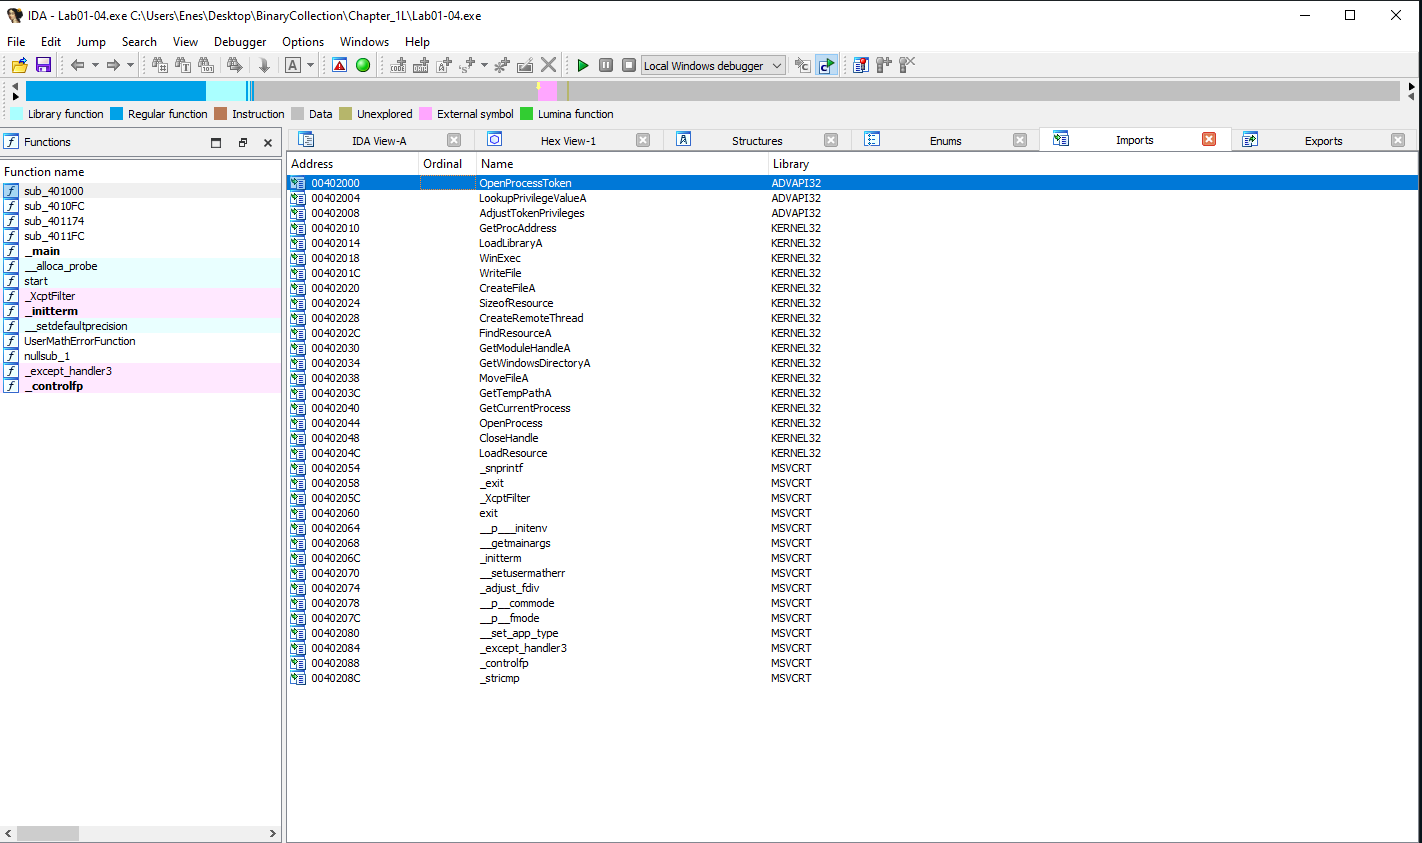 IDA - Lab01-04.exe C:\Users\Enes\Desktop\BinaryCollection\Chapter_1L\Lab01-04.exe
File Edit Jump Search View Debugger Options Windows Help
Local Windows debugger
Library function Regular function Instruction Data Unexplored External symbol Lumina function
Functions
Function name
sub_401000
sub_4010FC
sub_401174
sub_4011FC
_main
__alloca_probe
start
_XcptFilter
_initterm
__setdefaultprecision
UserMathErrorFunction
nullsub_1
_except_handler3
_controlfp
IDA View-A Hex View-1 Structures Enums Imports Exports
Address Ordinal Name Library
00402000 OpenProcessToken ADVAPI32
00402004 LookupPrivilegeValueA ADVAPI32
00402008 AdjustTokenPrivileges ADVAPI32
00402010 GetProcAddress KERNEL32
00402014 LoadLibraryA KERNEL32
00402018 WinExec KERNEL32
0040201C WriteFile KERNEL32
00402020 CreateFileA KERNEL32
00402024 SizeofResource KERNEL32
00402028 CreateRemoteThread KERNEL32
0040202C FindResourceA KERNEL32
00402030 GetModuleHandleA KERNEL32
00402034 GetWindowsDirectoryA KERNEL32
00402038 MoveFileA KERNEL32
0040203C GetTempPathA KERNEL32
00402040 GetCurrentProcess KERNEL32
00402044 OpenProcess KERNEL32
00402048 CloseHandle KERNEL32
0040204C LoadResource KERNEL32
00402054 _snprintf MSVCRT
00402058 _exit MSVCRT
0040205C _XcptFilter MSVCRT
00402060 exit MSVCRT
00402064 __p___initenv MSVCRT
00402068 __getmainargs MSVCRT
0040206C _initterm MSVCRT
00402070 __setusermatherr MSVCRT
00402074 _adjust_fdiv MSVCRT
00402078 __p__commode MSVCRT
0040207C __p__fmode MSVCRT
00402080 __set_app_type MSVCRT
00402084 _except_handler3 MSVCRT
00402088 _controlfp MSVCRT
0040208C _stricmp MSVCRT